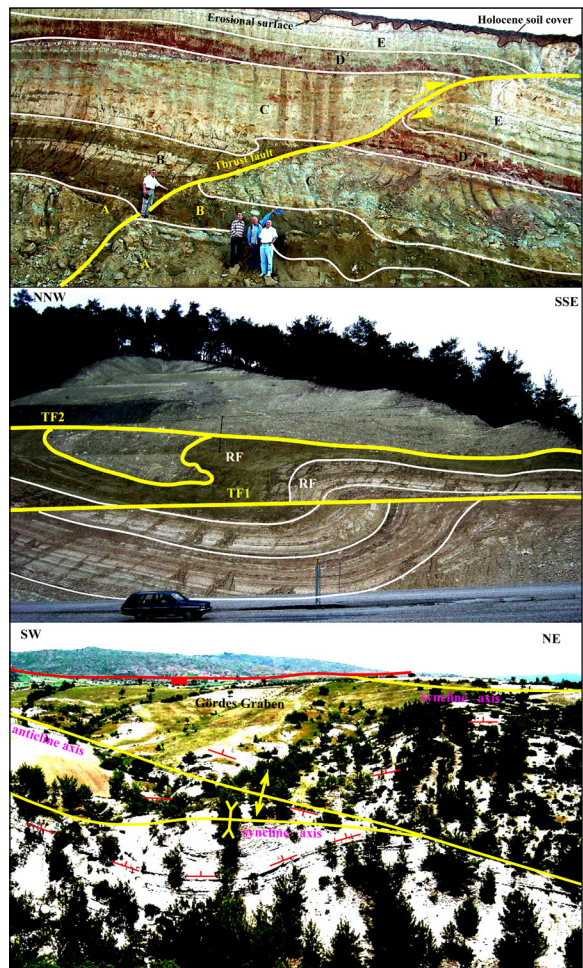 Erosional surface
Holocene soil cover
E
D
C
E
Thrust fault
D
B
C
A
B
A
NNW
SSE
TF2
RF
RF
TF1
SW
NE
syncline axis
Gördes Graben
anticline axis
syncline axis